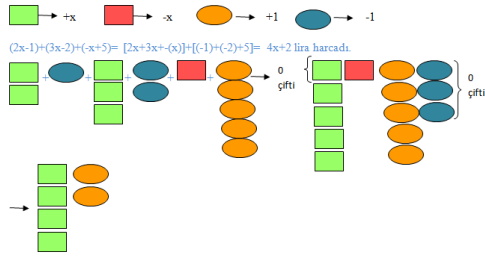 +x -x +1 -1
(2x-1)+(3x-2)+(-x+5)= [2x+3x+-(x)]+[(-1)+(-2)+5]= 4x+2 lira harcadı.
+ + + + + 0 0
çifti çifti